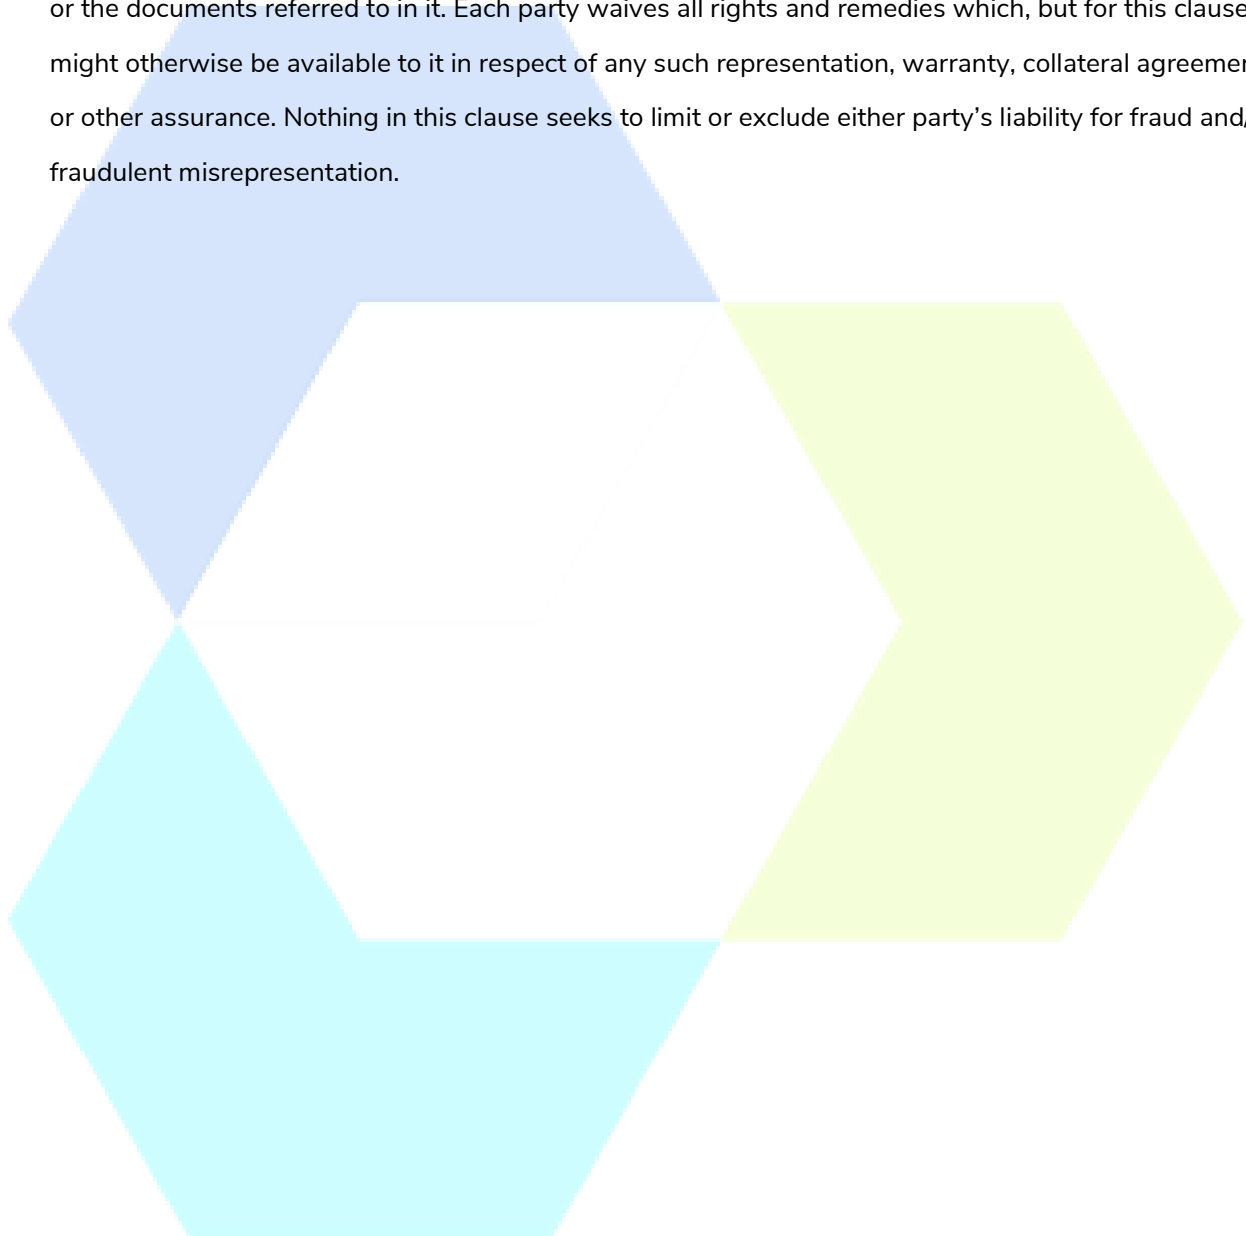 or the documents referred to in it. Each party waives all rights and remedies which, but for this clause
might otherwise be available to it in respect of any such representation, warranty, collateral
or other assurance. Nothing in this clause seeks to limit or exclude either party’s liability for fraud and/
fraudulent misrepresentation.